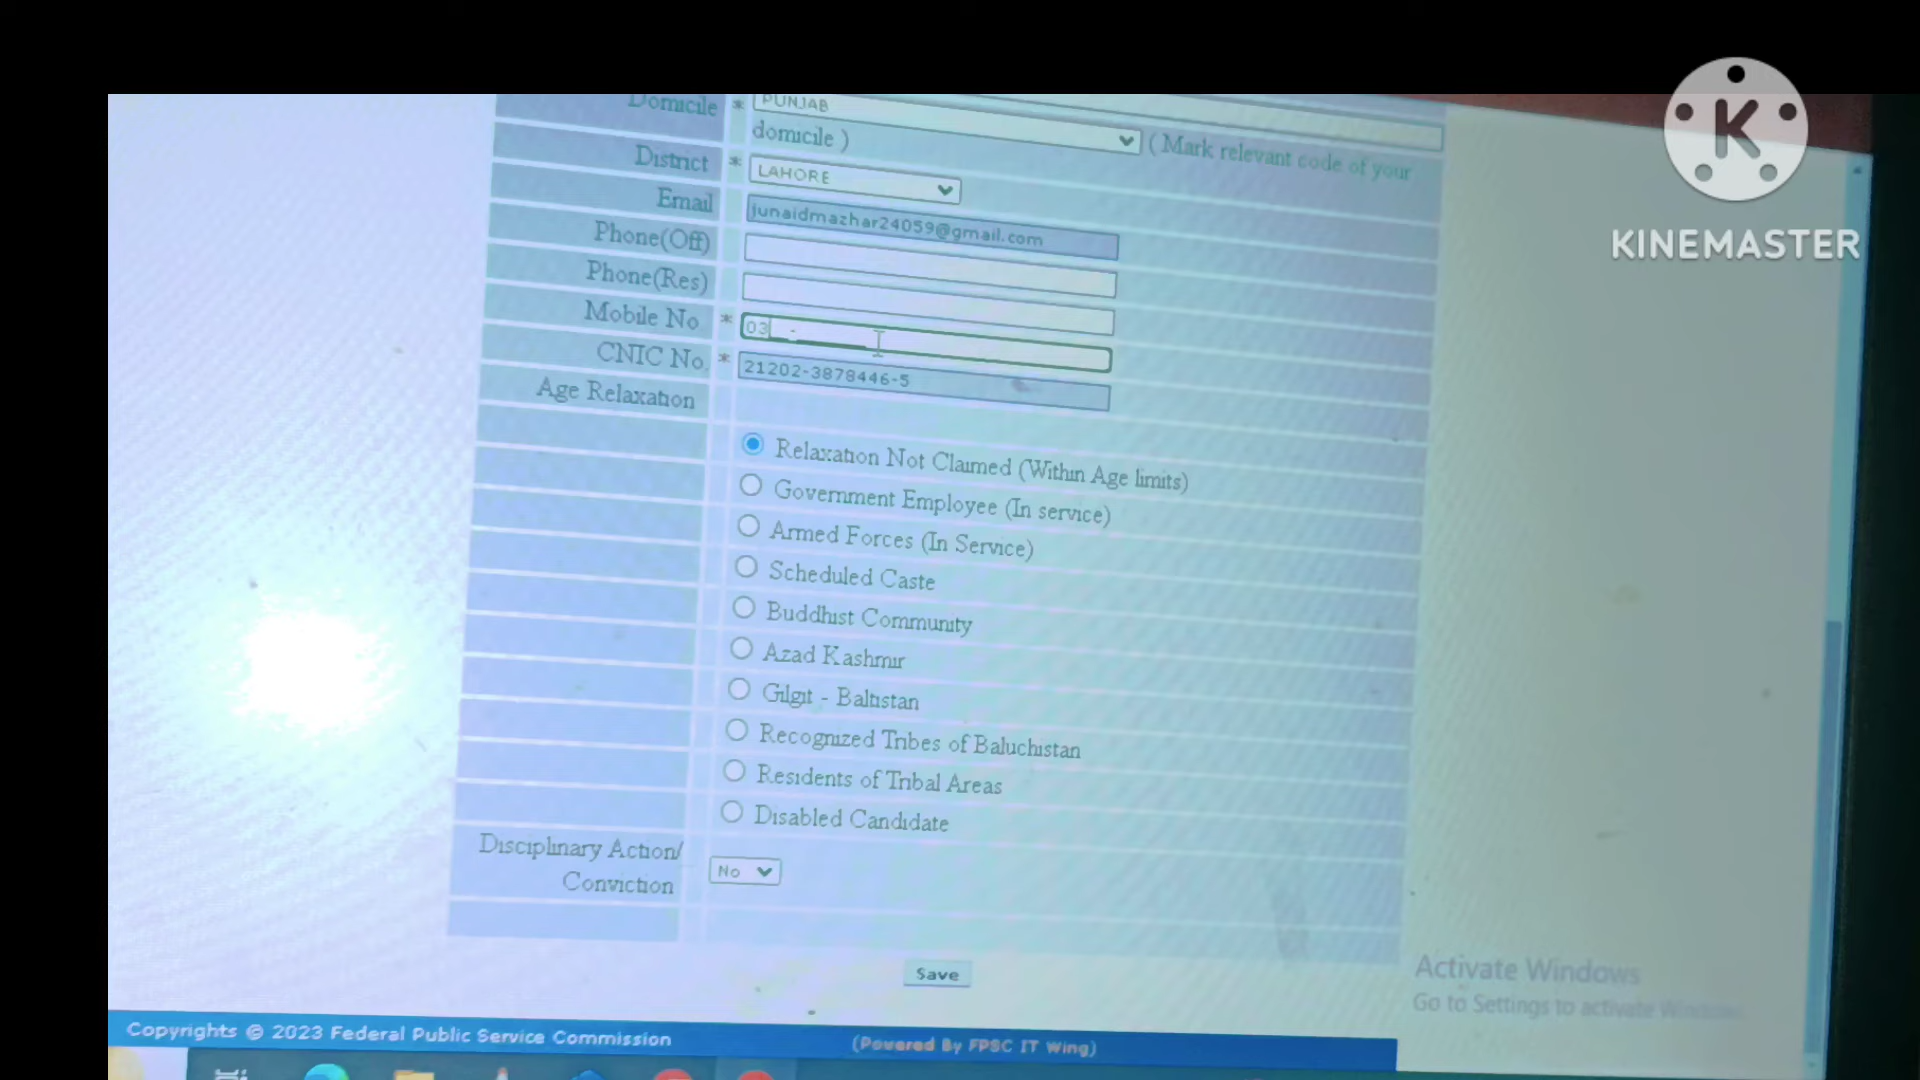 KINEMASTER
Domicile * PUNJAB
( Mark relevant code of your
domicile )
District * LAHORE
Email junaidmazhar24059@gmail.com
Phone(Off)
Phone(Res)
Mobile No * 03 -
CNIC No. * 21202-3878446-5
Age Relaxation
Relaxation Not Claimed (Within Age limits)
Government Employee (In service)
Armed Forces (In Service)
Scheduled Caste
Buddhist Community
Azad Kashmir
Gilgit - Baltistan
Recognized Tribes of Baluchistan
Residents of Tribal Areas
Disabled Candidate
Disciplinary Action/
Conviction
No
Save
Activate Windows
Go to Settings to activate Windows.
Copyrights © 2023 Federal Public Service Commission
(Powered By FPSC IT Wing)